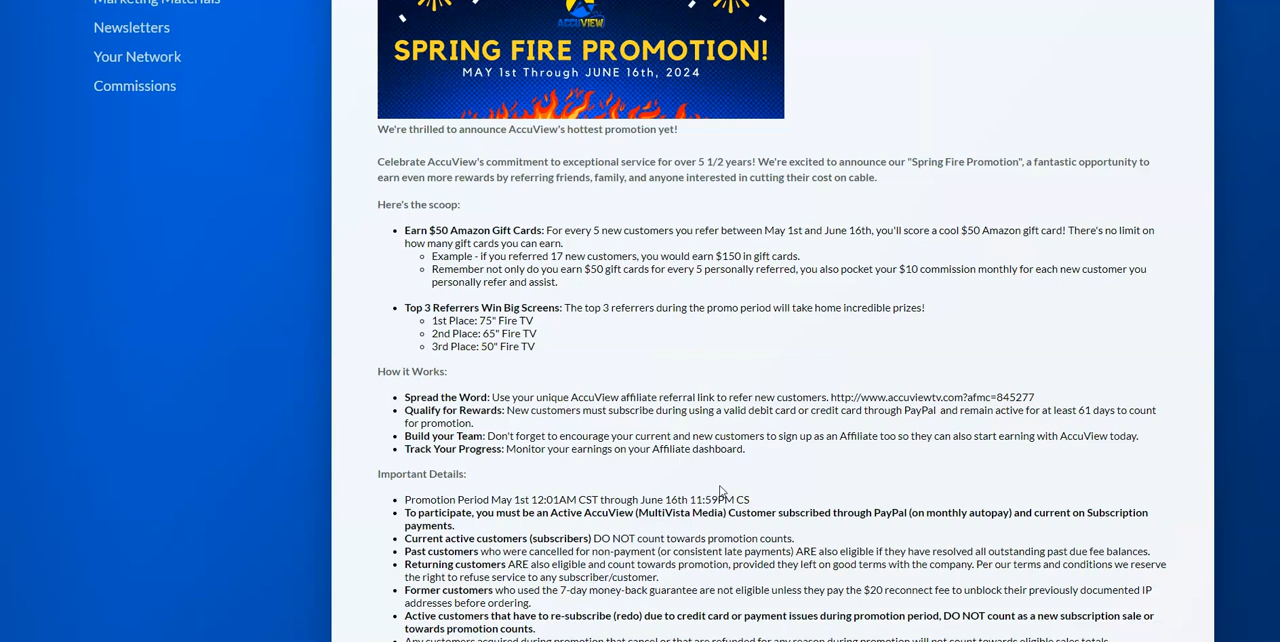 Marketing Materials
Newsletters
Your Network
Commissions
ACCUVIEW
SPRING FIRE PROMOTION!
MAY 1st Through JUNE 16th, 2024
We're thrilled to announce AccuView's hottest promotion yet!
Celebrate AccuView's commitment to exceptional service for over 5 1/2 years! We're excited to announce our "Spring Fire Promotion", a fantastic opportunity to
earn even more rewards by referring friends, family, and anyone interested in cutting their cost on cable.
Here's the scoop:
Earn $50 Amazon Gift Cards: For every 5 new customers you refer between May 1st and June 16th, you'll score a cool $50 Amazon gift card! There's no limit on
how many gift cards you can earn.
Example - if you referred 17 new customers, you would earn $150 in gift cards.
Remember not only do you earn $50 gift cards for every 5 personally referred, you also pocket your $10 commission monthly for each new customer you
personally refer and assist.
Top 3 Referrers Win Big Screens: The top 3 referrers during the promo period will take home incredible prizes!
1st Place: 75" Fire TV
2nd Place: 65" Fire TV
3rd Place: 50" Fire TV
How it Works:
Spread the Word: Use your unique AccuView affiliate referral link to refer new customers. http://www.accuviewtv.com?afmc=845277
Qualify for Rewards: New customers must subscribe during using a valid debit card or credit card through PayPal and remain active for at least 61 days to count
for promotion.
Build your Team: Don't forget to encourage your current and new customers to sign up as an Affiliate too so they can also start earning with AccuView today.
Track Your Progress: Monitor your earnings on your Affiliate dashboard.
Important Details:
Promotion Period May 1st 12:01AM CST through June 16th 11:59PM CS
To participate, you must be an Active AccuView (MultiVista Media) Customer subscribed through PayPal (on monthly autopay) and current on Subscription
payments.
Current active customers (subscribers) DO NOT count towards promotion counts.
Past customers who were cancelled for non-payment (or consistent late payments) ARE also eligible if they have resolved all outstanding past due fee balances.
Returning customers ARE also eligible and count towards promotion, provided they left on good terms with the company. Per our terms and conditions we reserve
the right to refuse service to any subscriber/customer.
Former customers who used the 7-day money-back guarantee are not eligible unless they pay the $20 reconnect fee to unblock their previously documented IP
addresses before ordering.
Active customers that have to re-subscribe (redo) due to credit card or payment issues during promotion period, DO NOT count as a new subscription sale or
towards promotion counts.
Any customers acquired during promotion that cancel or that are refunded for any reason during promotion will not count towards eligible sales totals.